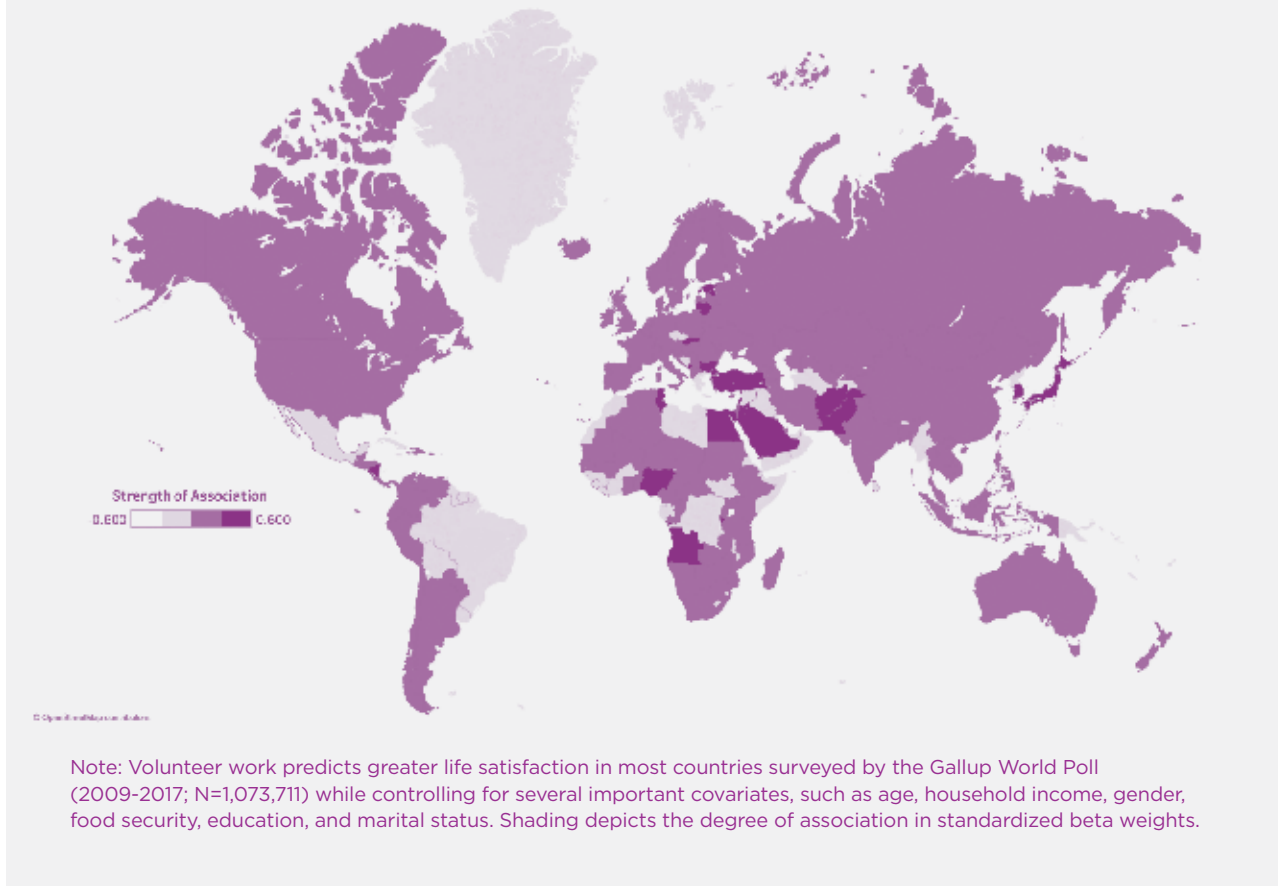 Strength of Association
0.600
Note: Volunteer work predicts greater life satisfaction in most countries surveyed by the Gallup World Poll
(2009-2017; N=1,073,711) while controlling for several important covariates, such as age, household income, gender,
food security, education, and marital status. Shading depicts the degree of association in standardized beta weights.